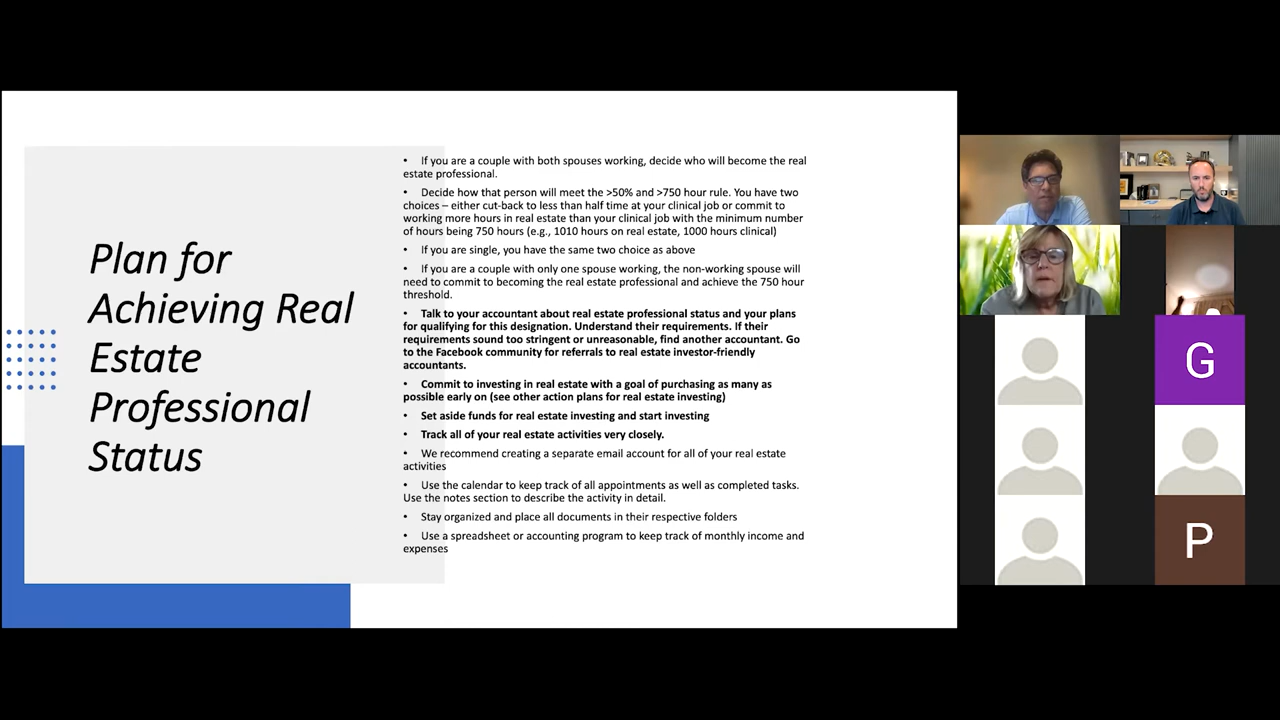 Plan for
Achieving Real
Estate
Professional
Status
• If you are a couple with both spouses working, decide who will become the real
estate professional.
• Decide how that person will meet the >50% and >750 hour rule. You have two
choices – either cut-back to less than half time at your clinical job or commit to
working more hours in real estate than your clinical job with the minimum number
of hours being 750 hours (e.g., 1010 hours on real estate, 1000 hours clinical)
• If you are single, you have the same two choice as above
• If you are a couple with only one spouse working, the non-working spouse will
need to commit to becoming the real estate professional and achieve the 750 hour
threshold.
• Talk to your accountant about real estate professional status and your plans
for qualifying for this designation. Understand their requirements. If their
requirements sound too stringent or unreasonable, find another accountant. Go
to the Facebook community for referrals to real estate investor-friendly
accountants.
• Commit to investing in real estate with a goal of purchasing as many as
possible early on (see other action plans for real estate investing)
• Set aside funds for real estate investing and start investing
• Track all of your real estate activities very closely.
• We recommend creating a separate email account for all of your real estate
activities
• Use the calendar to keep track of all appointments as well as completed tasks.
Use the notes section to describe the activity in detail.
• Stay organized and place all documents in their respective folders
• Use a spreadsheet or accounting program to keep track of monthly income and
expenses
G
P